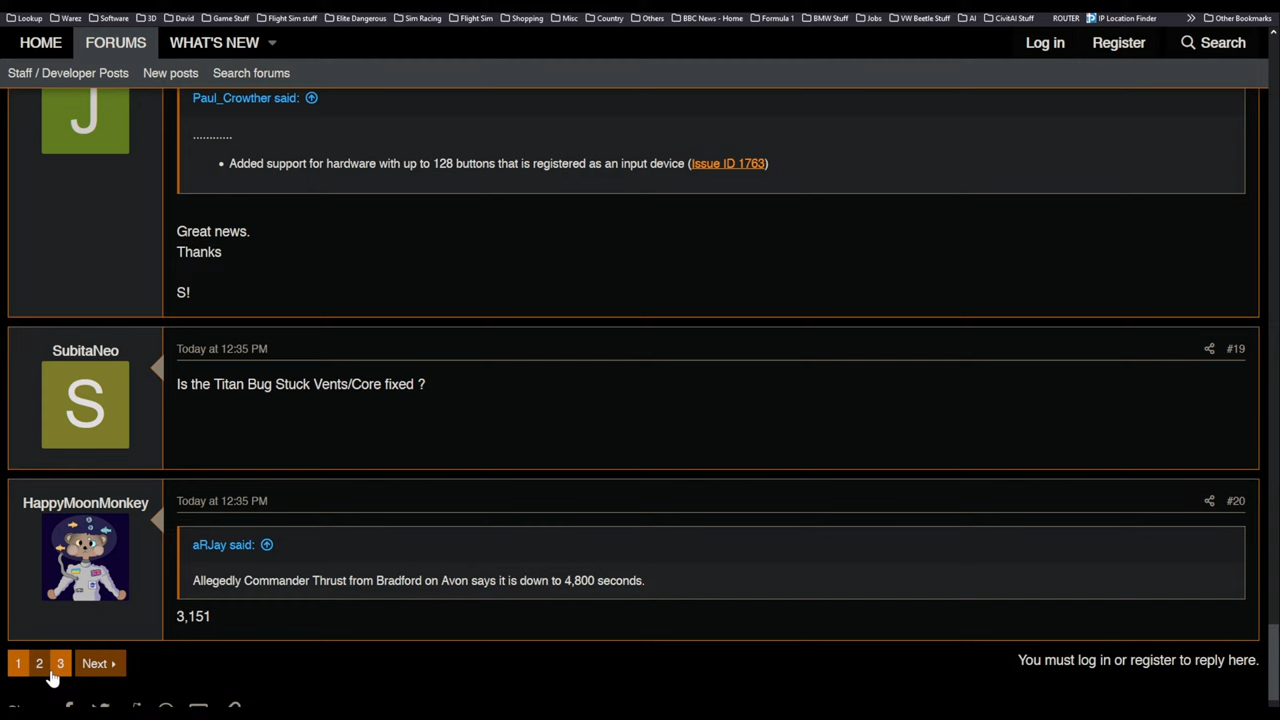 Lookup Warez Software 3D David Game Stuff Flight Sim stuff Elite Dangerous Sim Racing Flight Sim Shopping Misc Country Others BBC News - Home Formula 1 BMW Stuff Jobs VW Beetle Stuff AI CivitAI Stuff ROUTER IP Location Finder Other Bookmarks
HOME FORUMS WHAT'S NEW Log in Register Search
Staff / Developer Posts New posts Search forums
J
Paul_Crowther said:
............
• Added support for hardware with up to 128 buttons that is registered as an input device (Issue ID 1763)
Great news.
Thanks
S!
SubitaNeo
Today at 12:35 PM #19
S
Is the Titan Bug Stuck Vents/Core fixed ?
HappyMoonMonkey
Today at 12:35 PM #20
aRJay said:
Allegedly Commander Thrust from Bradford on Avon says it is down to 4,800 seconds.
3,151
1 2 3 Next
You must log in or register to reply here.